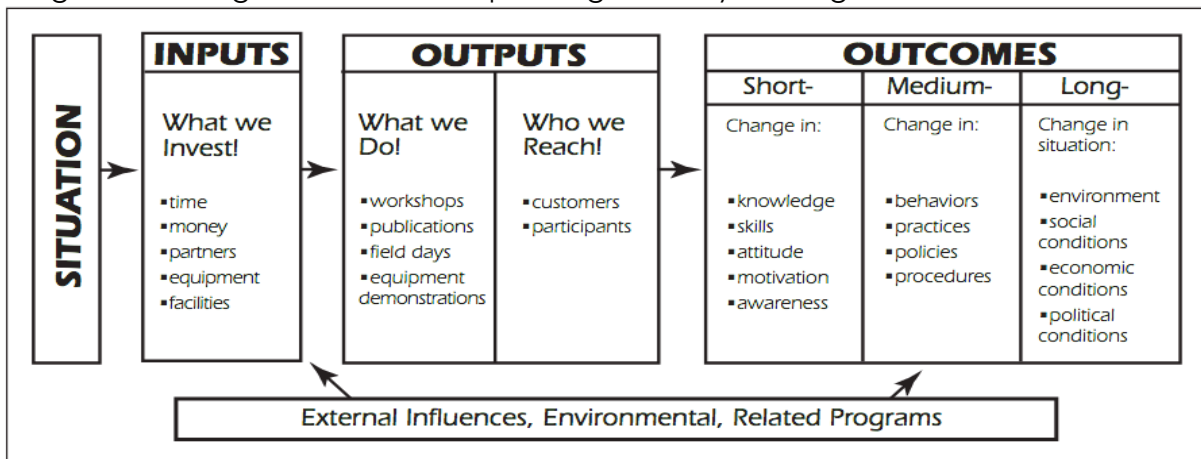 SITUATION
INPUTS
What we
Invest!
▪time
▪money
▪partners
▪equipment
▪facilities
OUTPUTS
What we
Do!
▪workshops
▪publications
▪field days
▪equipment
demonstrations
Who we
Reach!
▪customers
▪participants
OUTCOMES
Short-
Change in:
▪knowledge
▪skills
▪attitude
▪motivation
▪awareness
Medium-
Change in:
▪behaviors
▪practices
▪policies
▪procedures
Long-
Change in
situation:
▪environment
▪social
conditions
▪economic
conditions
▪political
conditions
External Influences, Environmental, Related Programs